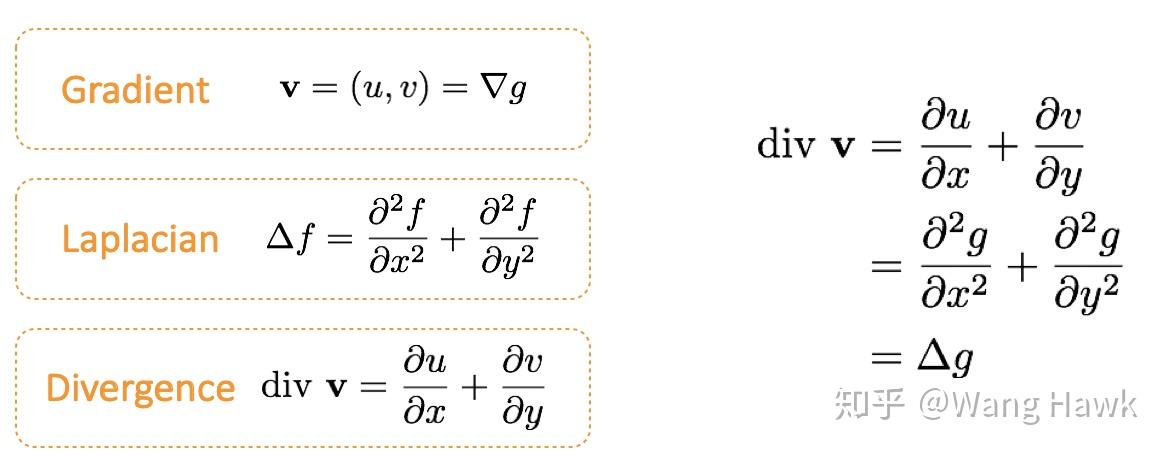 Gradient v = (u, v) = ∇g
Laplacian Δf = ∂²f/∂x² + ∂²f/∂y²
Divergence div v = ∂u/∂x + ∂v/∂y
div v = ∂u/∂x + ∂v/∂y
= ∂²g/∂x² + ∂²g/∂y²
= Δg
知乎 @Wang Hawk